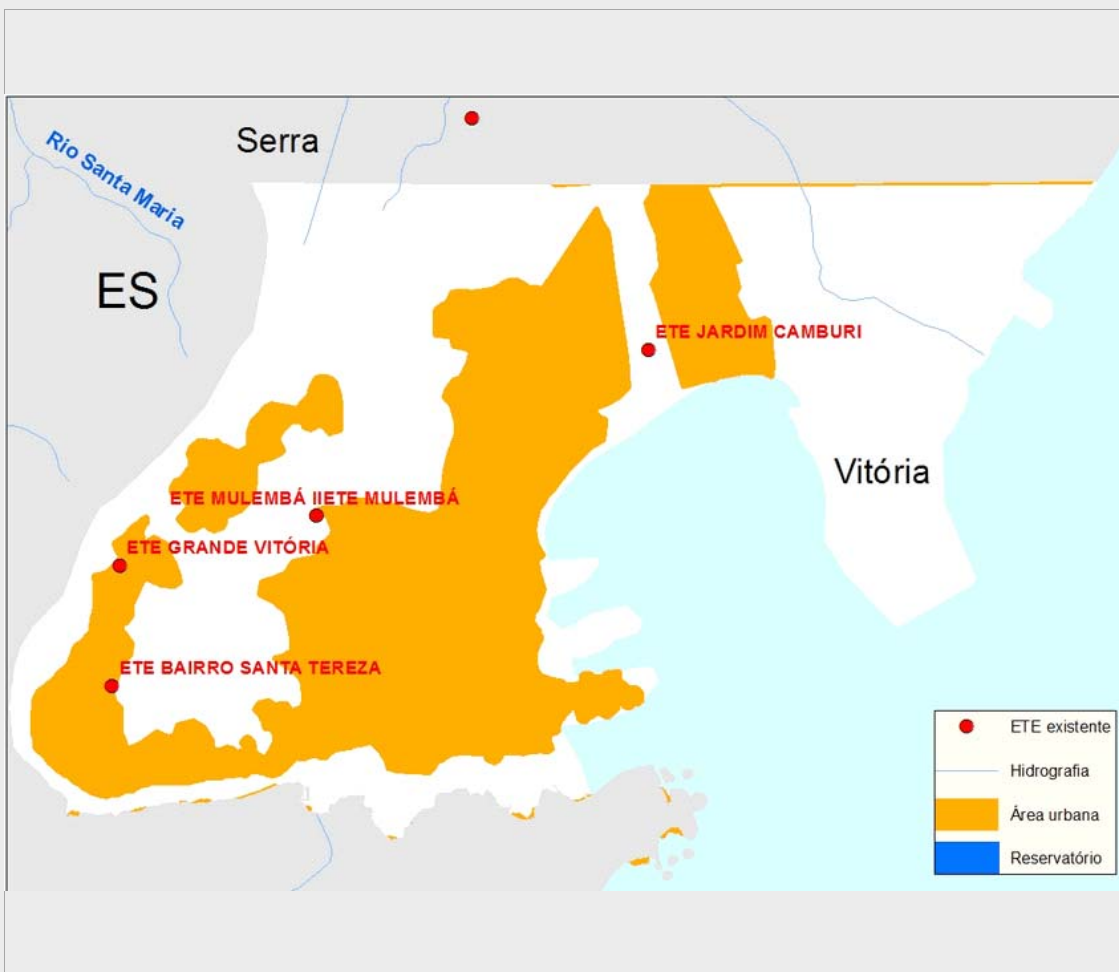 Serra
Rio Santa Maria
ES
ETE JARDIM CAMBURI
Vitória
ETE MULEMBÁ IIETE MULEMBÁ
ETE GRANDE VITÓRIA
ETE BAIRRO SANTA TEREZA
ETE existente
Hidrografia
Área urbana
Reservatório